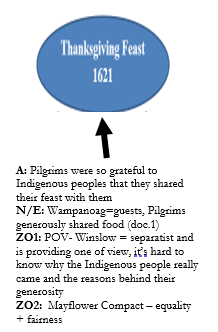 Thanksgiving Feast
1621
A: Pilgrims were so grateful to
Indigenous peoples that they shared
their feast with them
N/E: Wampanoag=guests, Pilgrims
generously shared food (doc.1)
ZO1: POV- Winslow = separatist and
is providing one of view, it's hard to
know why the Indigenous people really
came and the reasons behind their
generosity
ZO2:  Mayflower Compact – equality
+ fairness